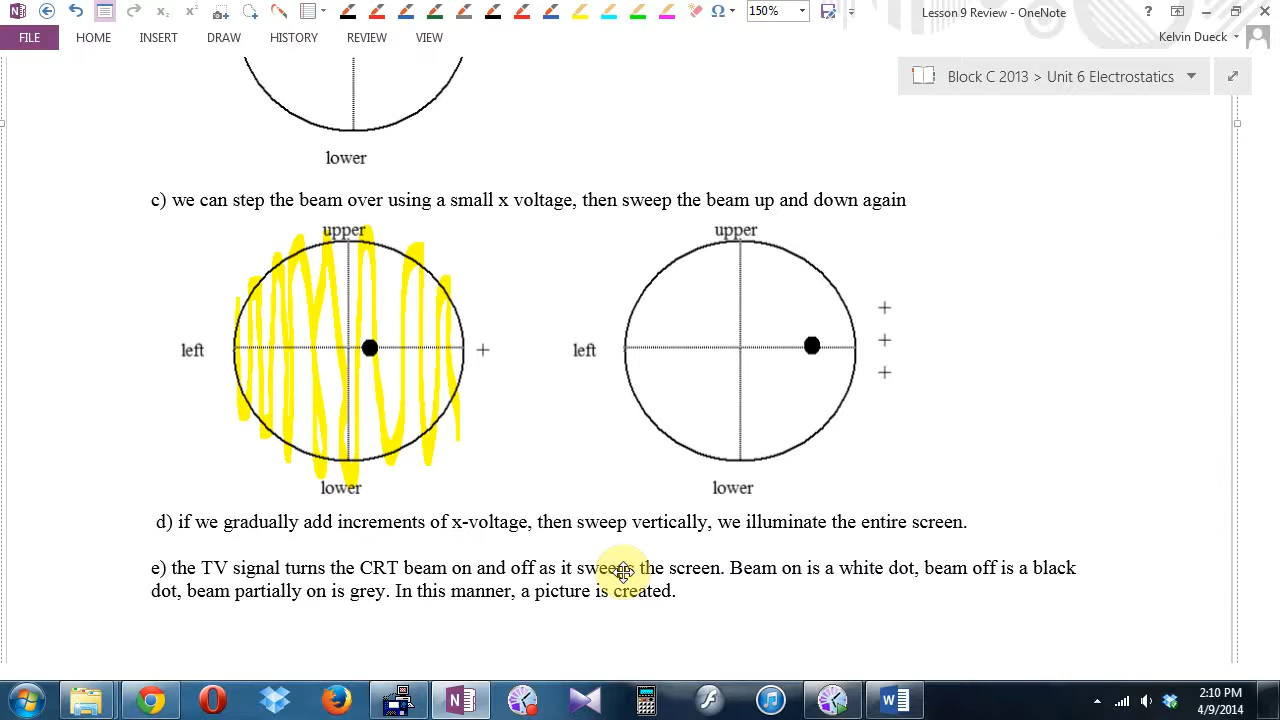 150%
Lesson 9 Review - OneNote
?
FILE
HOME
INSERT
DRAW
HISTORY
REVIEW
VIEW
Kelvin Dueck
Block C 2013 > Unit 6 Electrostatics
lower
c) we can step the beam over using a small x voltage, then sweep the beam up and down again
upper
upper
left
+
left
+
+
+
lower
lower
d) if we gradually add increments of x-voltage, then sweep vertically, we illuminate the entire screen.
e) the TV signal turns the CRT beam on and off as it sweeps the screen. Beam on is a white dot, beam off is a black
dot, beam partially on is grey. In this manner, a picture is created.
2:10 PM
4/9/2014